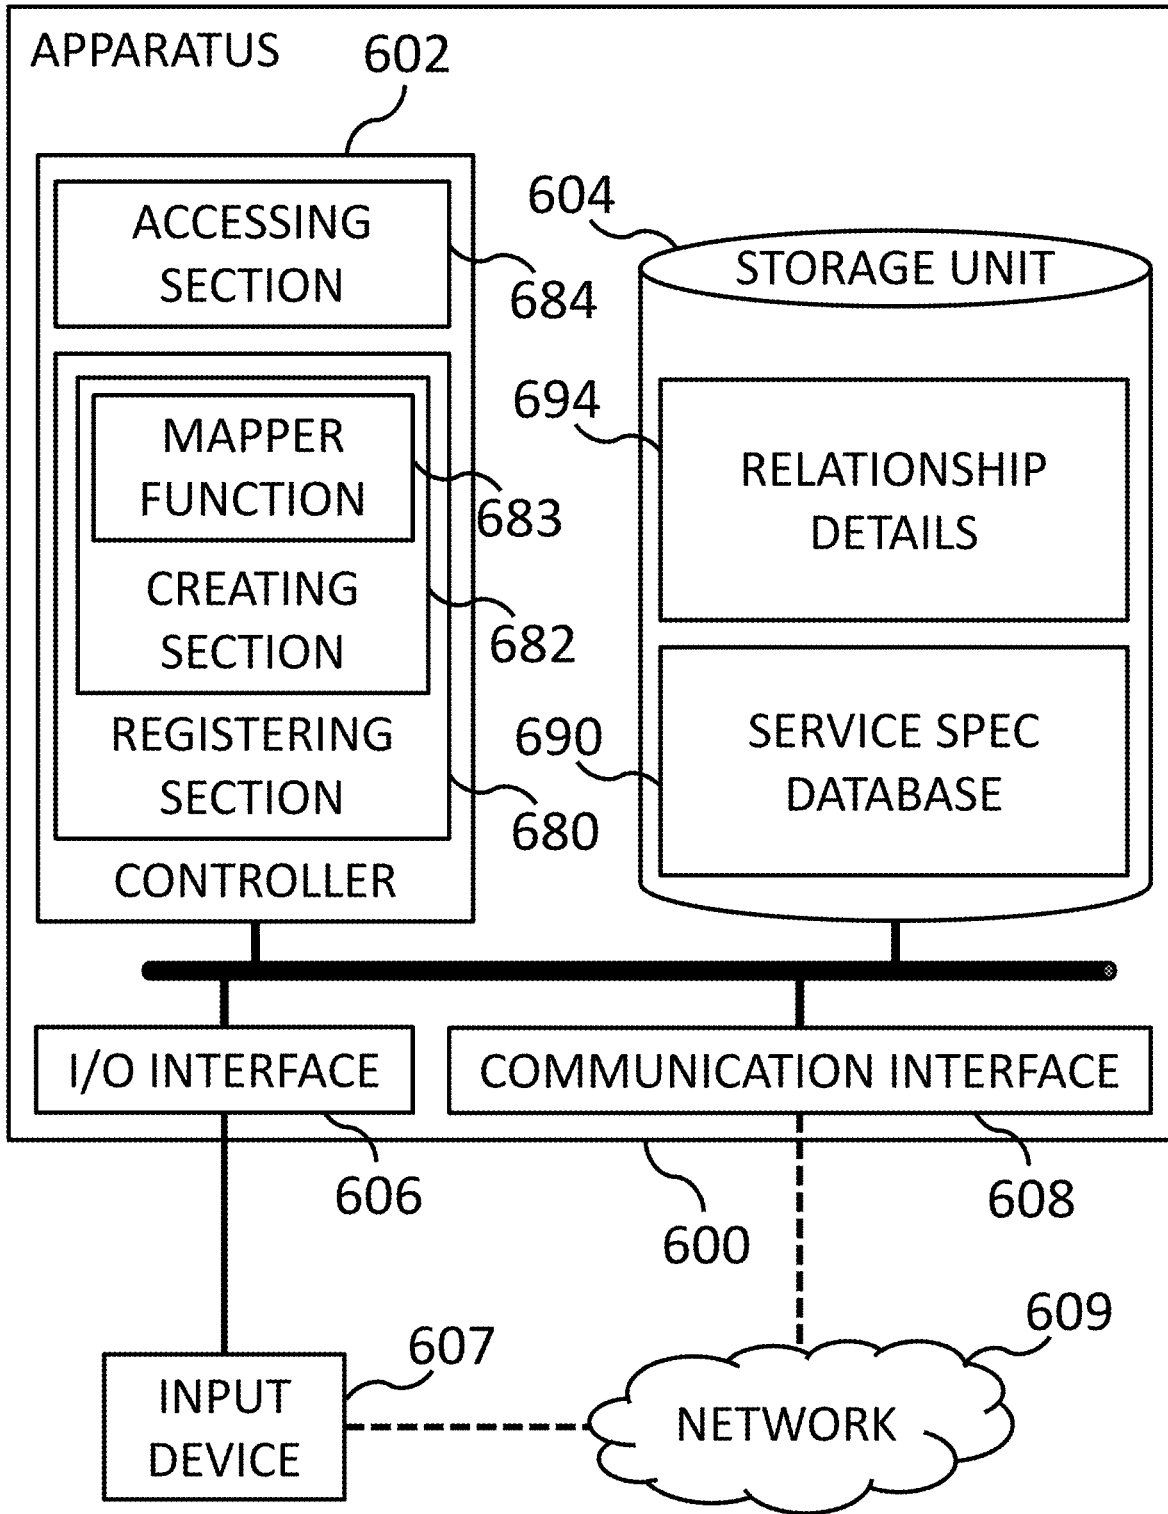 APPARATUS
602
ACCESSING
SECTION
684
604
STORAGE UNIT
MAPPER
FUNCTION
683
CREATING
SECTION
682
REGISTERING
SECTION
680
CONTROLLER
694
RELATIONSHIP
DETAILS
690
SERVICE SPEC
DATABASE
I/O INTERFACE
COMMUNICATION INTERFACE
606
600
608
607
INPUT
DEVICE
609
NETWORK